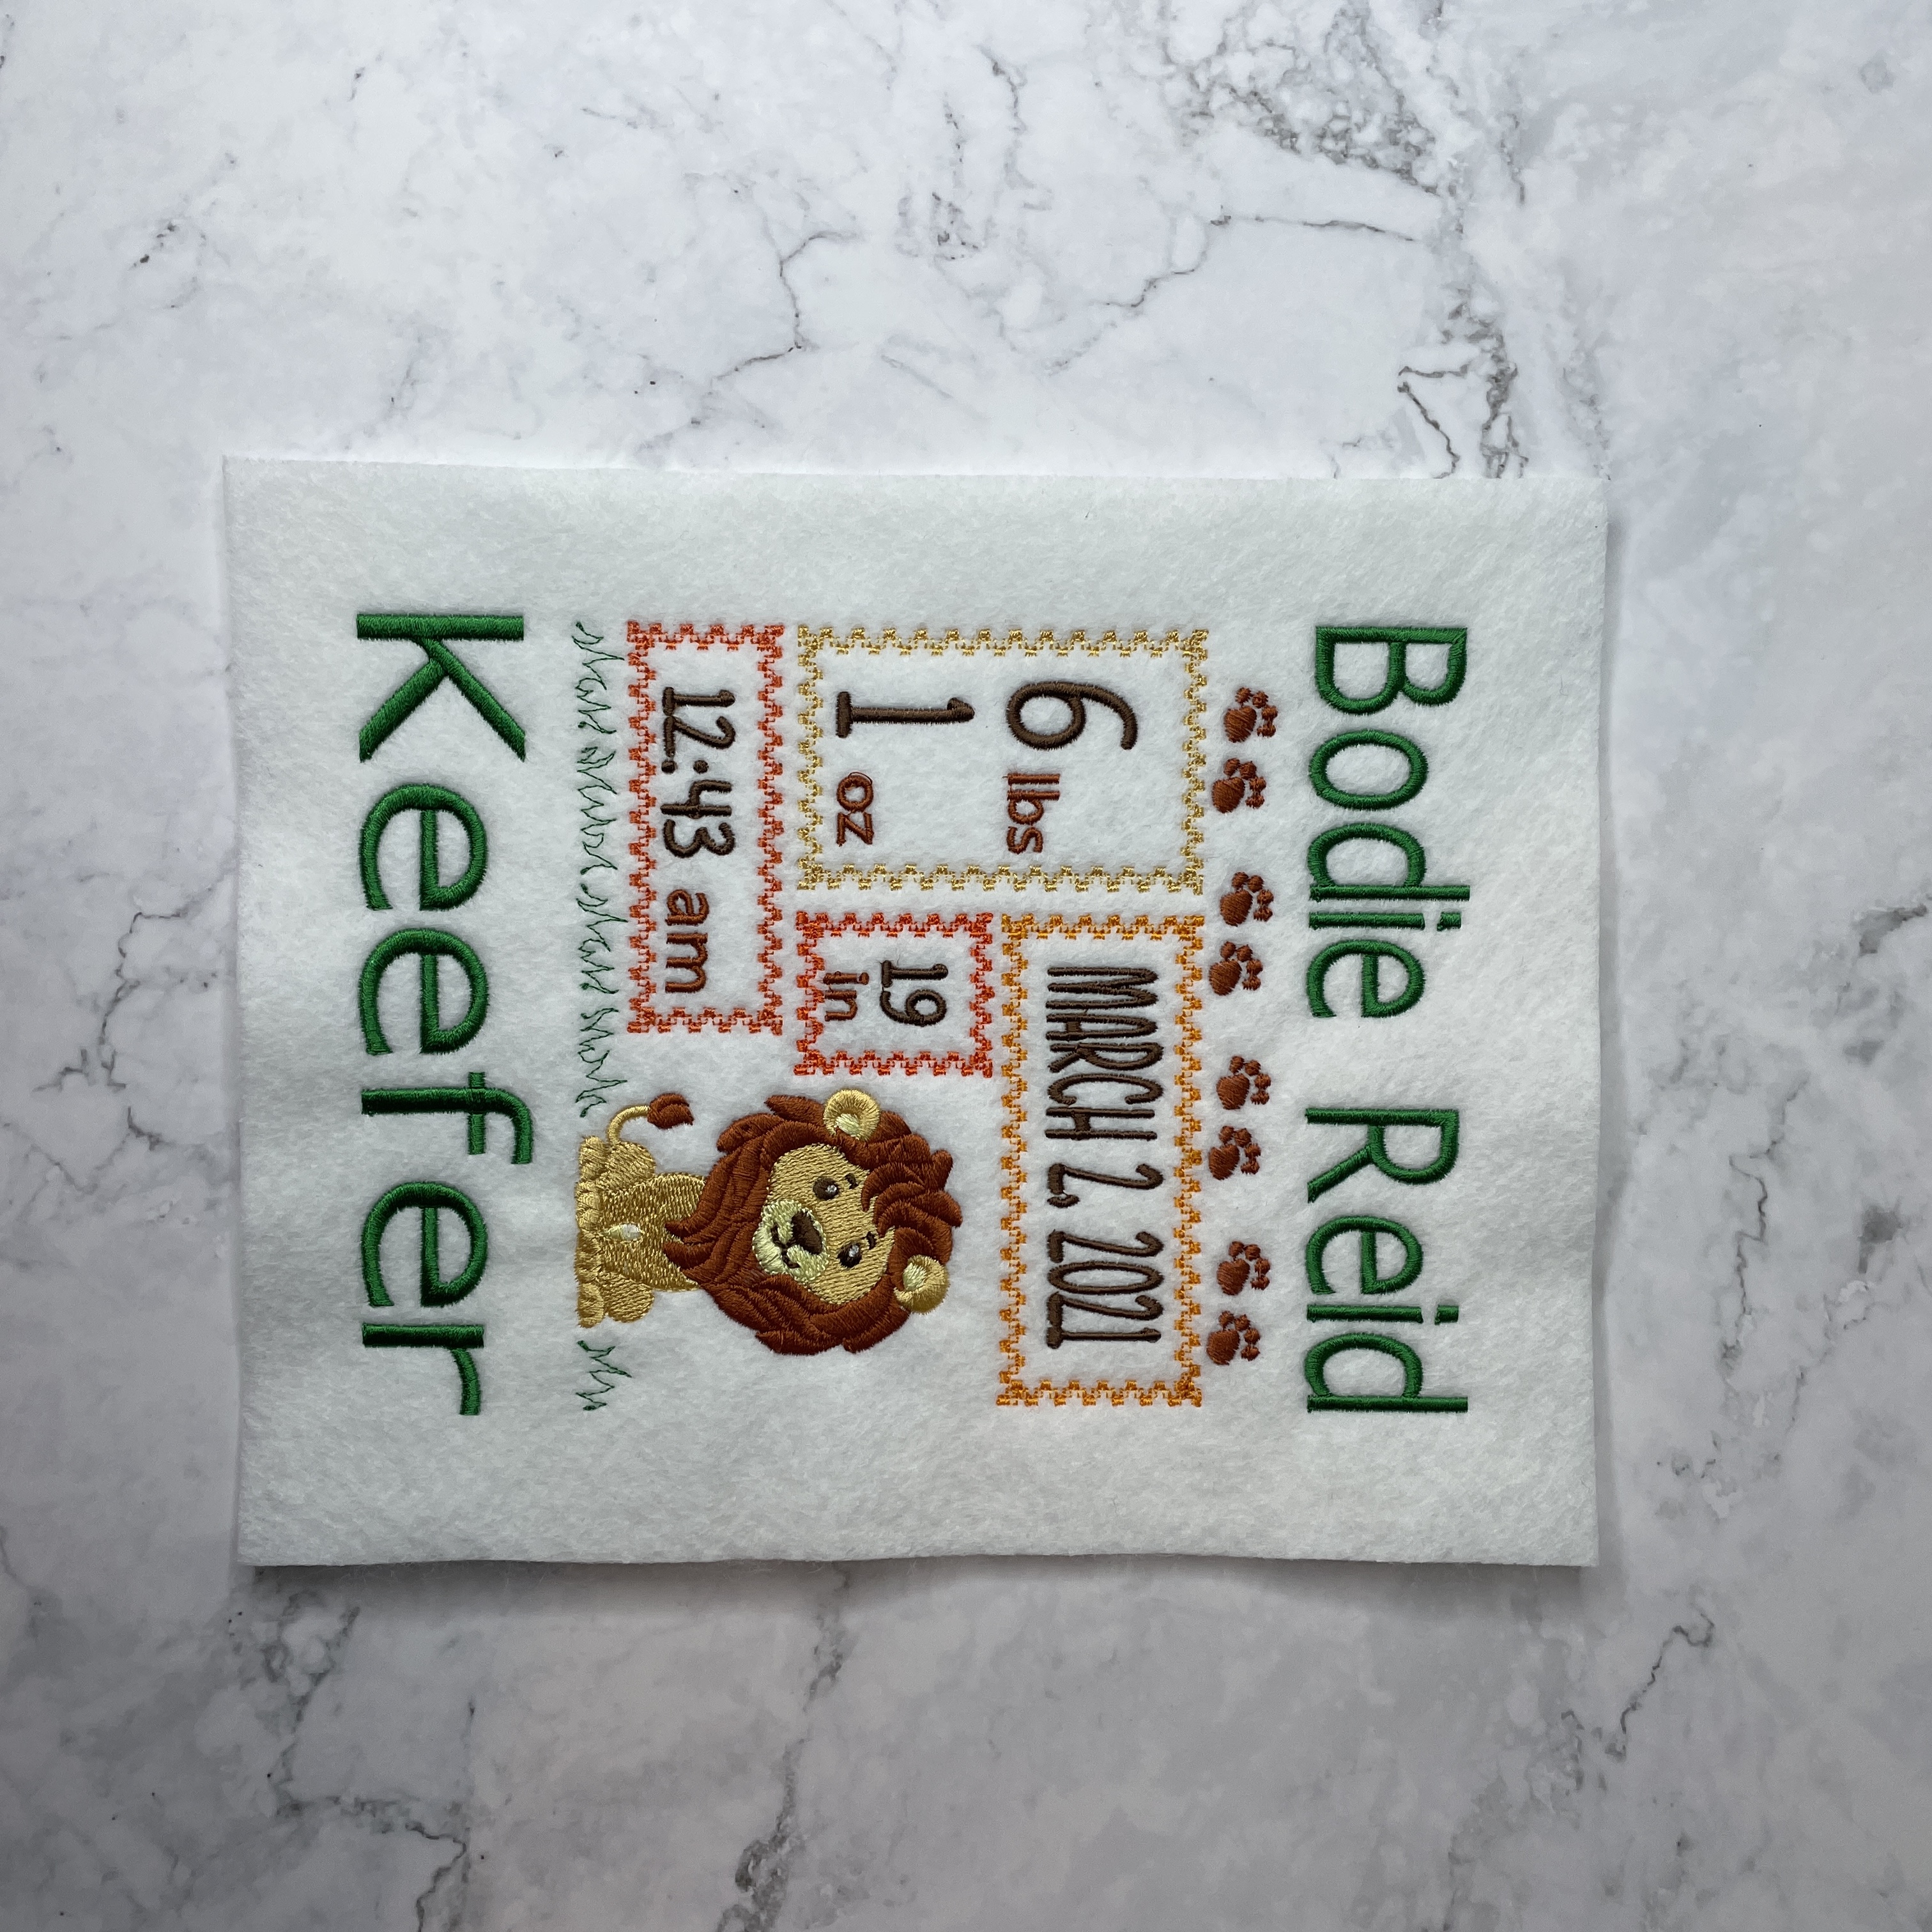 Bodie Reid
6 lbs
1 oz
MARCH 2, 2021
19
in
12:43 am
Keefer